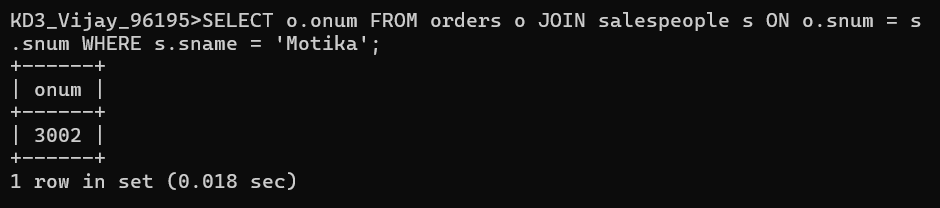 KD3_Vijay_96195>SELECT o.onum FROM orders o JOIN salespeople s ON o.snum = s
.snum WHERE s.sname = 'Motika';
+------+
| onum |
+------+
| 3002 |
+------+
1 row in set (0.018 sec)